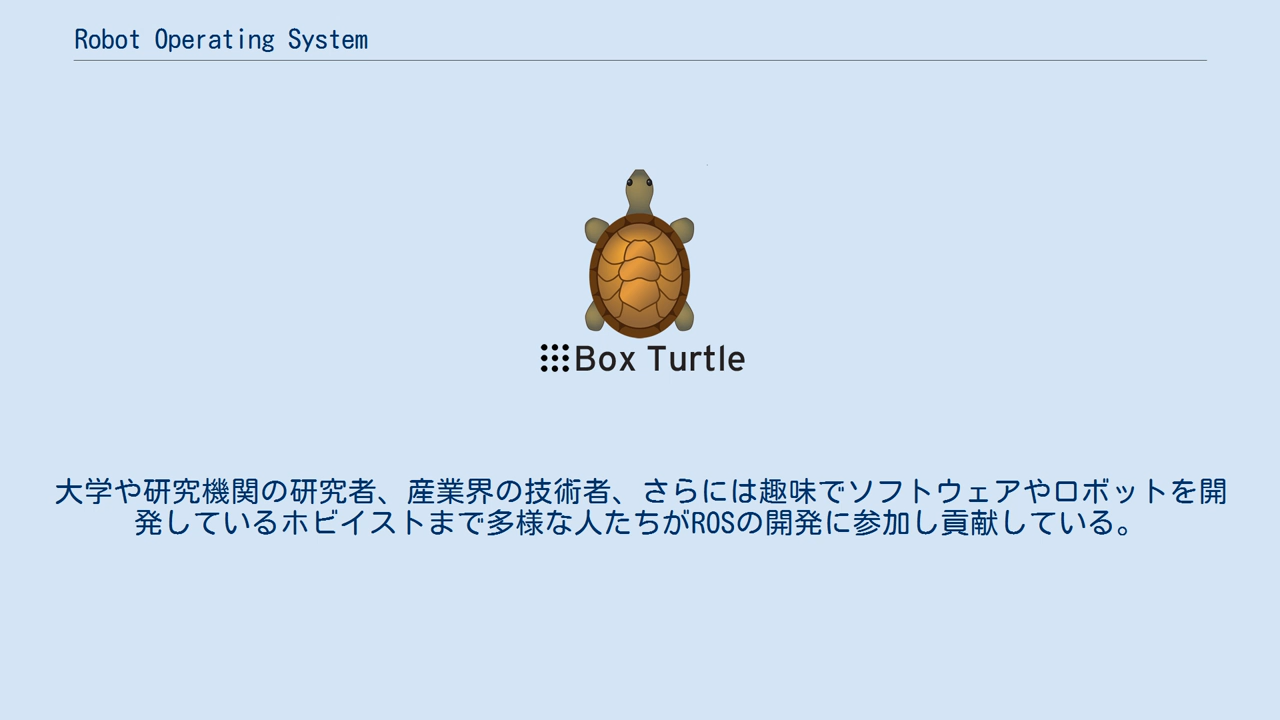 Robot Operating System
Box Turtle
大学や研究機関の研究者、産業界の技術者、さらには趣味でソフトウェアやロボットを開
発しているホビイストまで多様な人たちがROSの開発に参加し貢献している。